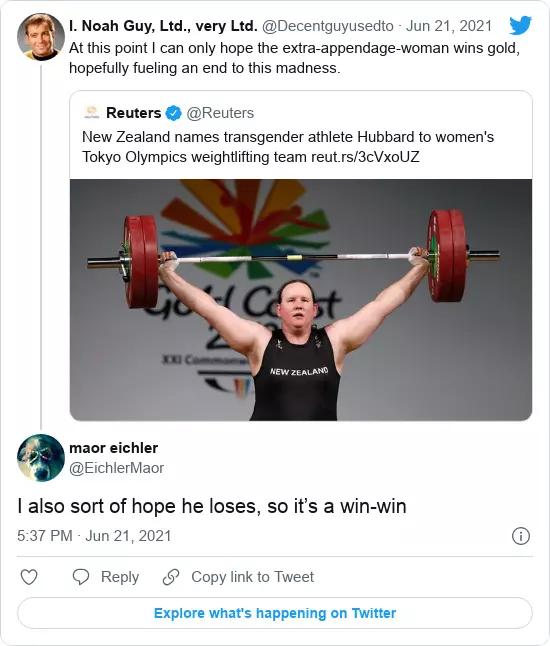 I. Noah Guy, Ltd., very Ltd. @Decentguyusedto · Jun 21, 2021
At this point I can only hope the extra-appendage-woman wins gold,
hopefully fueling an end to this madness.
Reuters @Reuters
New Zealand names transgender athlete Hubbard to women's
Tokyo Olympics weightlifting team reut.rs/3cVxoUZ
Gold Co
XXI Commonwe
NEW ZEALAND
maor eichler
@EichlerMaor
I also sort of hope he loses, so it’s a win-win
5:37 PM · Jun 21, 2021
Reply
Copy link to Tweet
Explore what's happening on Twitter